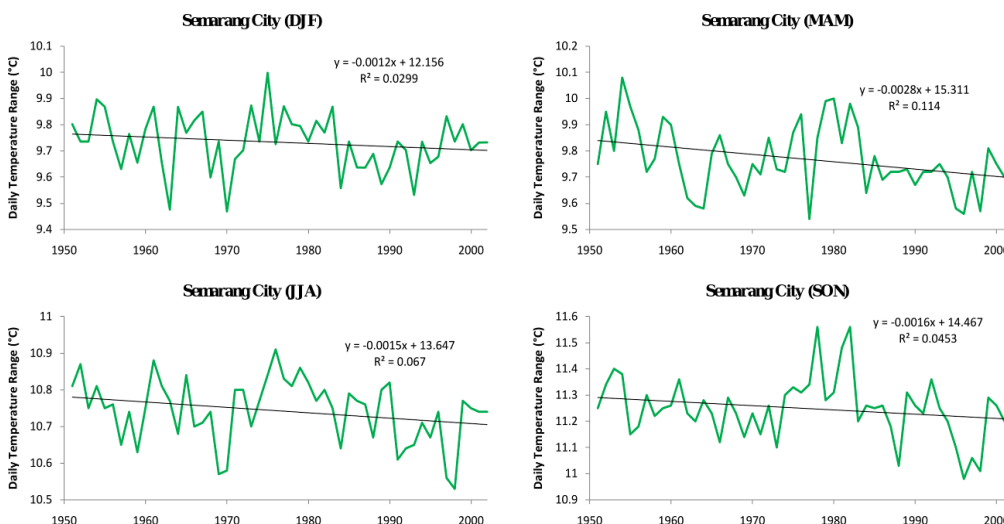 Semarang City (DJF)
Daily Temperature Range (°C)
10.1
10
9.9
9.8
9.7
9.6
9.5
9.4
y = -0.0012x + 12.156
R² = 0.0299
1950 1960 1970 1980 1990 2000
Semarang City (MAM)
Daily Temperature Range (°C)
10.2
10.1
10
9.9
9.8
9.7
9.6
9.5
y = -0.0028x + 15.311
R² = 0.114
1950 1960 1970 1980 1990 2000
Semarang City (JJA)
Daily Temperature Range (°C)
11
10.9
10.8
10.7
10.6
10.5
y = -0.0015x + 13.647
R² = 0.067
1950 1960 1970 1980 1990 2000
Semarang City (SON)
Daily Temperature Range (°C)
11.6
11.5
11.4
11.3
11.2
11.1
11
10.9
y = -0.0016x + 14.467
R² = 0.0453
1950 1960 1970 1980 1990 2000